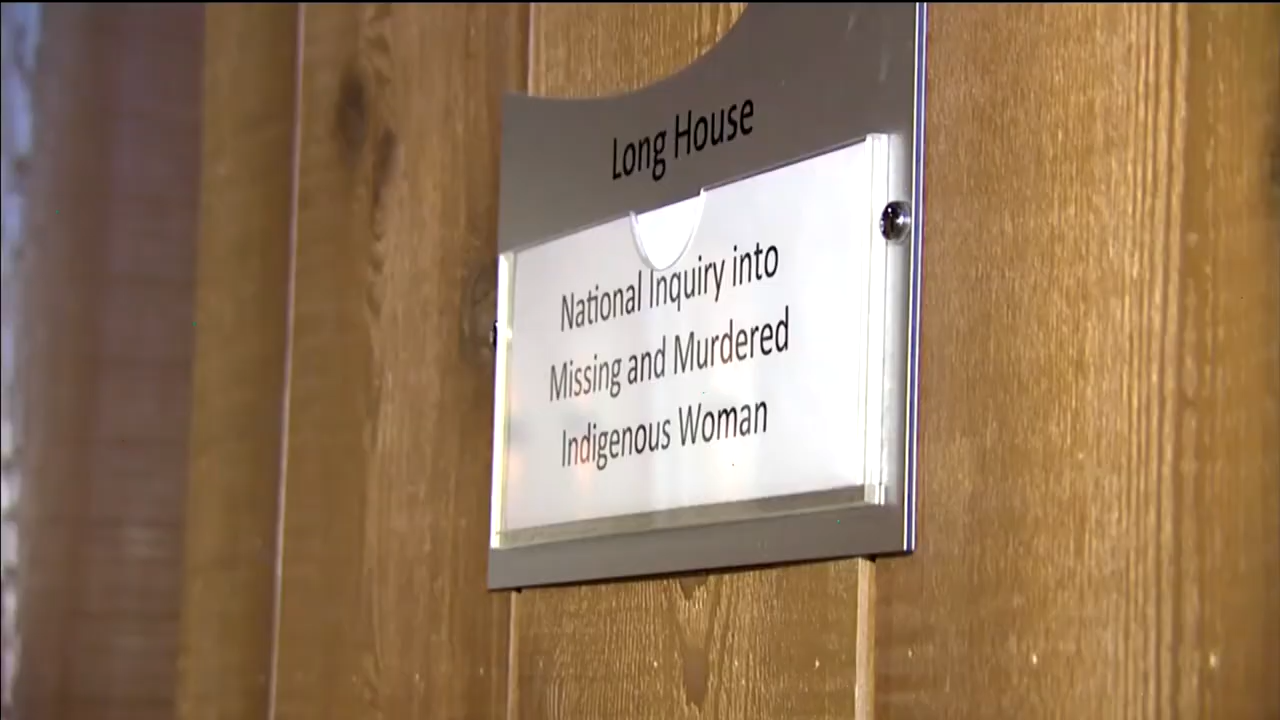 Long House
National Inquiry into
Missing and Murdered
Indigenous Woman